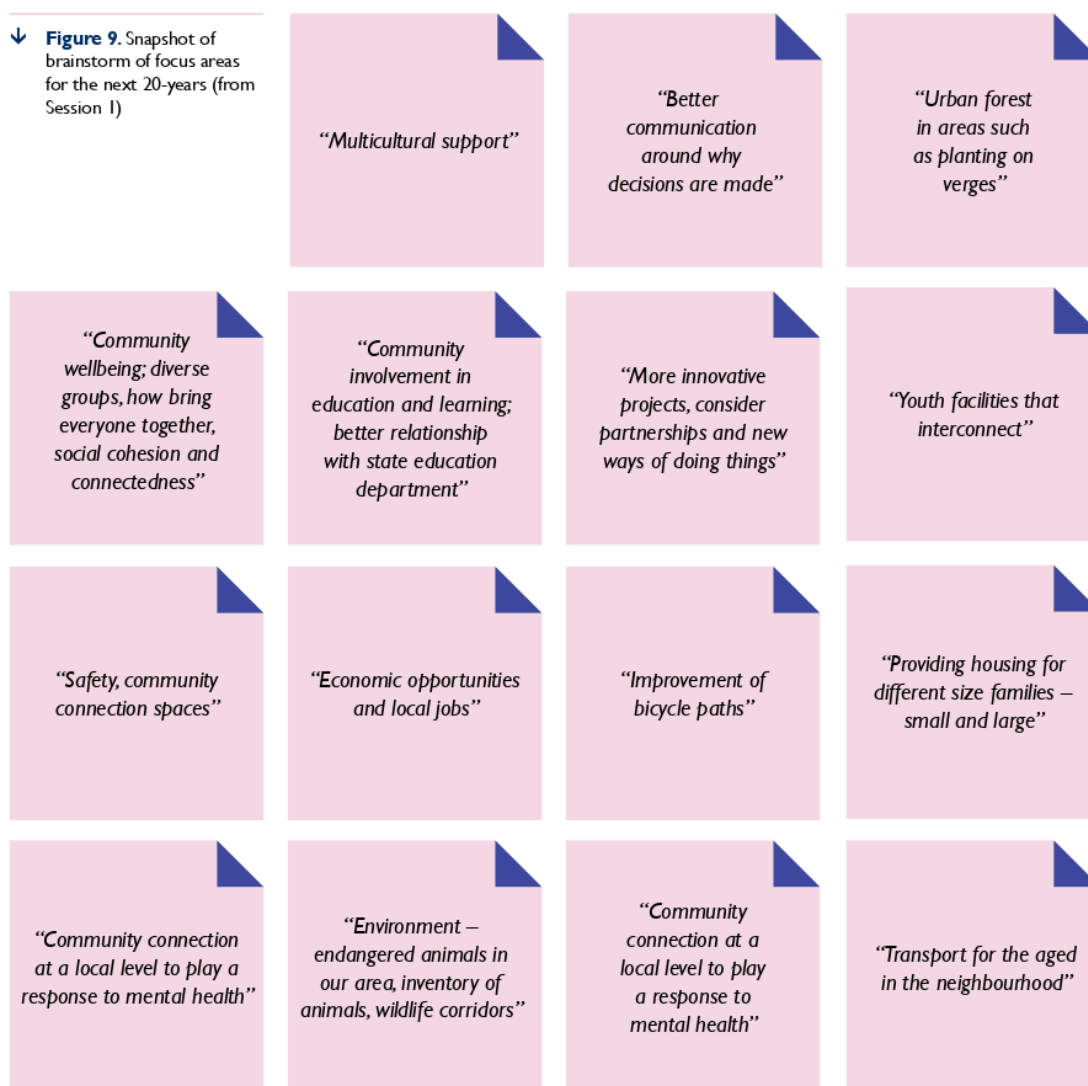 Figure 9. Snapshot of
brainstorm of focus areas
for the next 20-years (from
Session 1)
“Multicultural support”
“Better
communication
around why
decisions are made”
“Urban forest
in areas such
as planting on
verges”
“Community
wellbeing; diverse
groups, how bring
everyone together,
social cohesion and
connectedness”
“Community
involvement in
education and learning;
better relationship
with state education
department”
“More innovative
projects, consider
partnerships and new
ways of doing things”
“Youth facilities that
interconnect”
“Safety, community
connection spaces”
“Economic opportunities
and local jobs”
“Improvement of
bicycle paths”
“Providing housing for
different size families –
small and large”
“Community connection
at a local level to play a
response to mental health”
“Environment –
endangered animals in
our area, inventory of
animals, wildlife corridors”
“Community
connection at a
local level to play
a response to
mental health”
“Transport for the aged
in the neighbourhood”